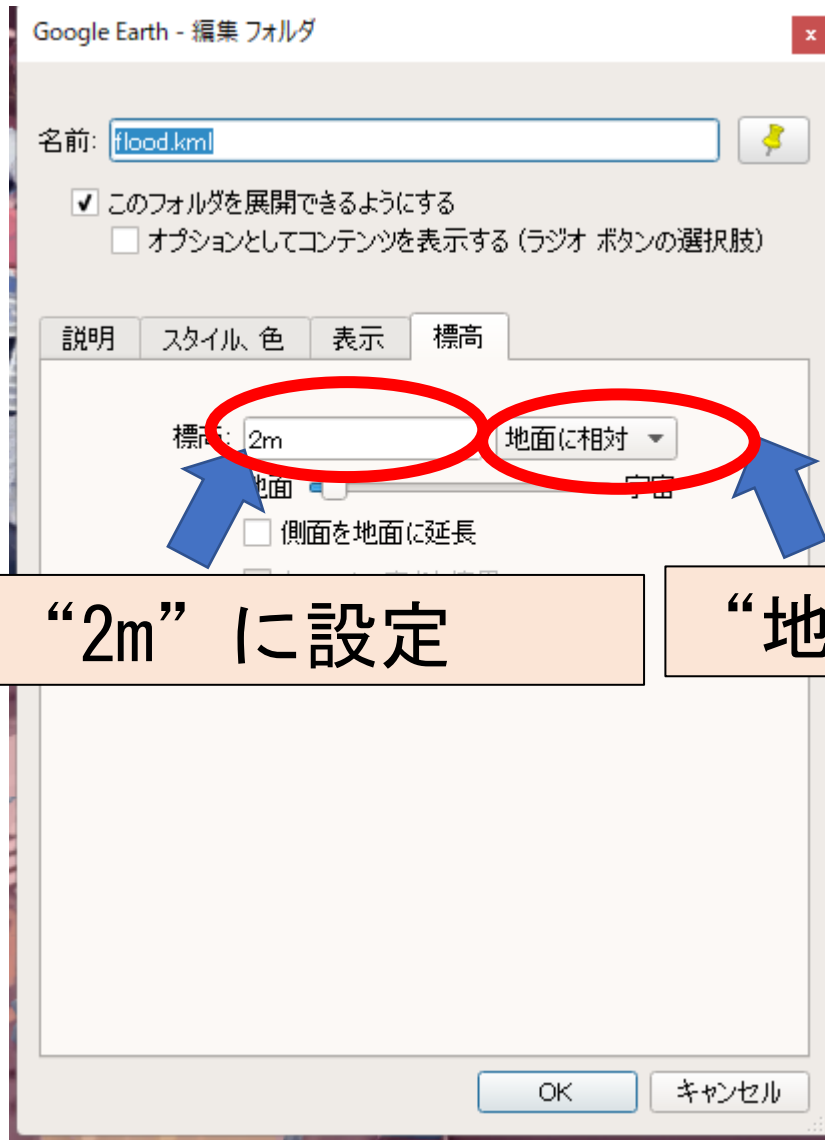 Google Earth - 編集 フォルダ
x
名前: flood.kml
このフォルダを展開できるようにする
オプションとしてコンテンツを表示する (ラジオ ボタンの選択肢)
説明 スタイル、色 表示 標高
標高: 2m 地面に相対
地面 宇宙
側面を地面に延長
“2m” に設定 “地
OK キャンセル